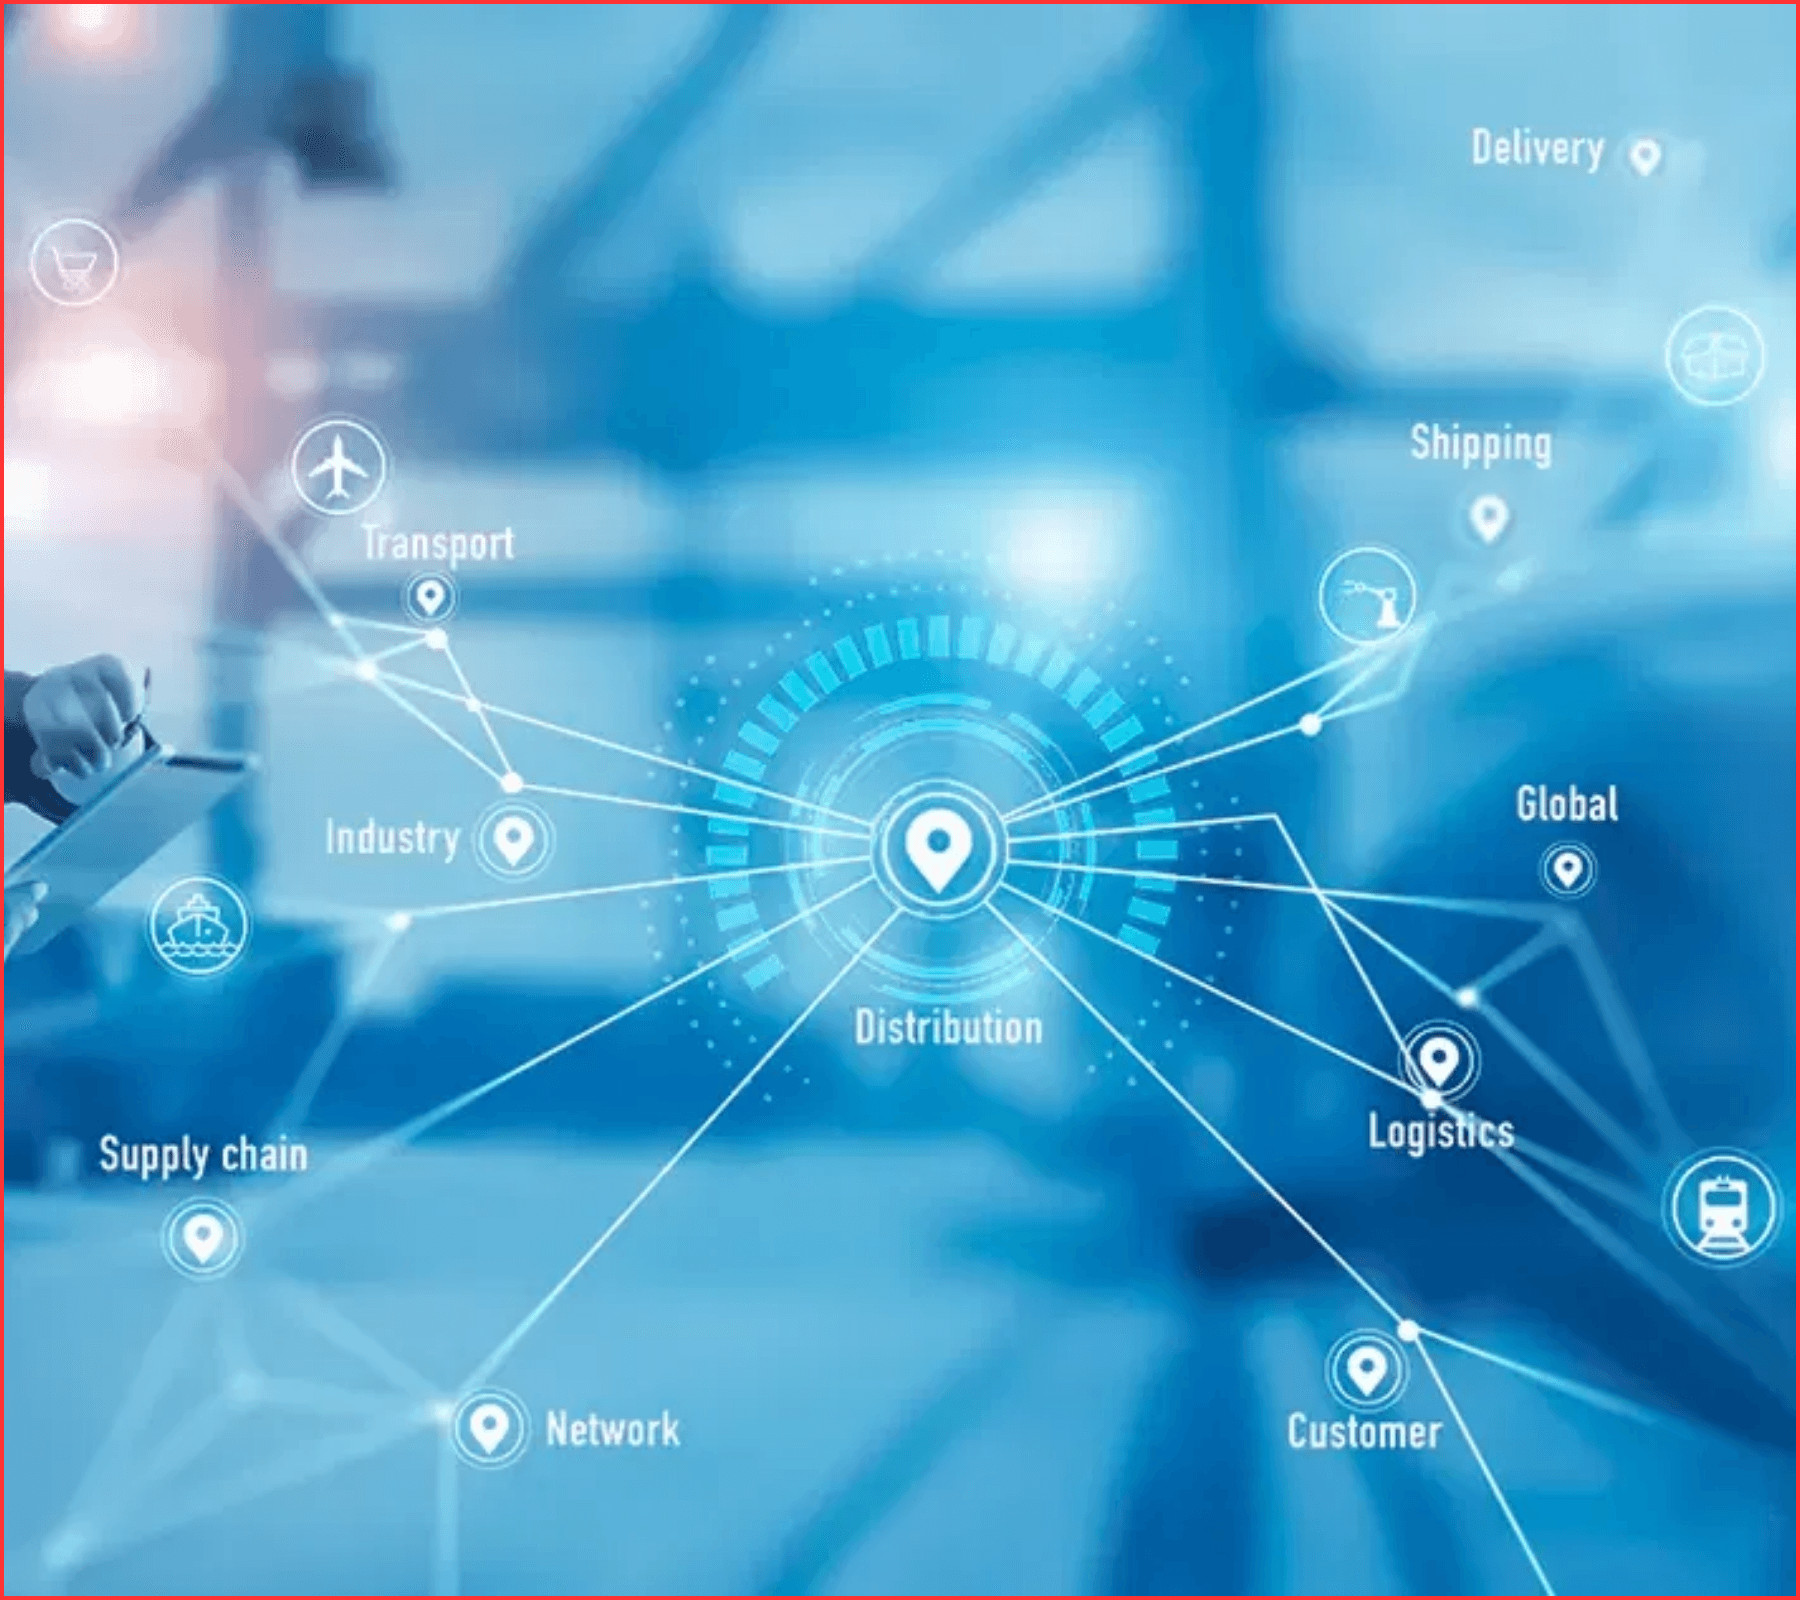 Delivery
Shipping
Transport
Global
Industry
Distribution
Logistics
Supply chain
Network
Customer